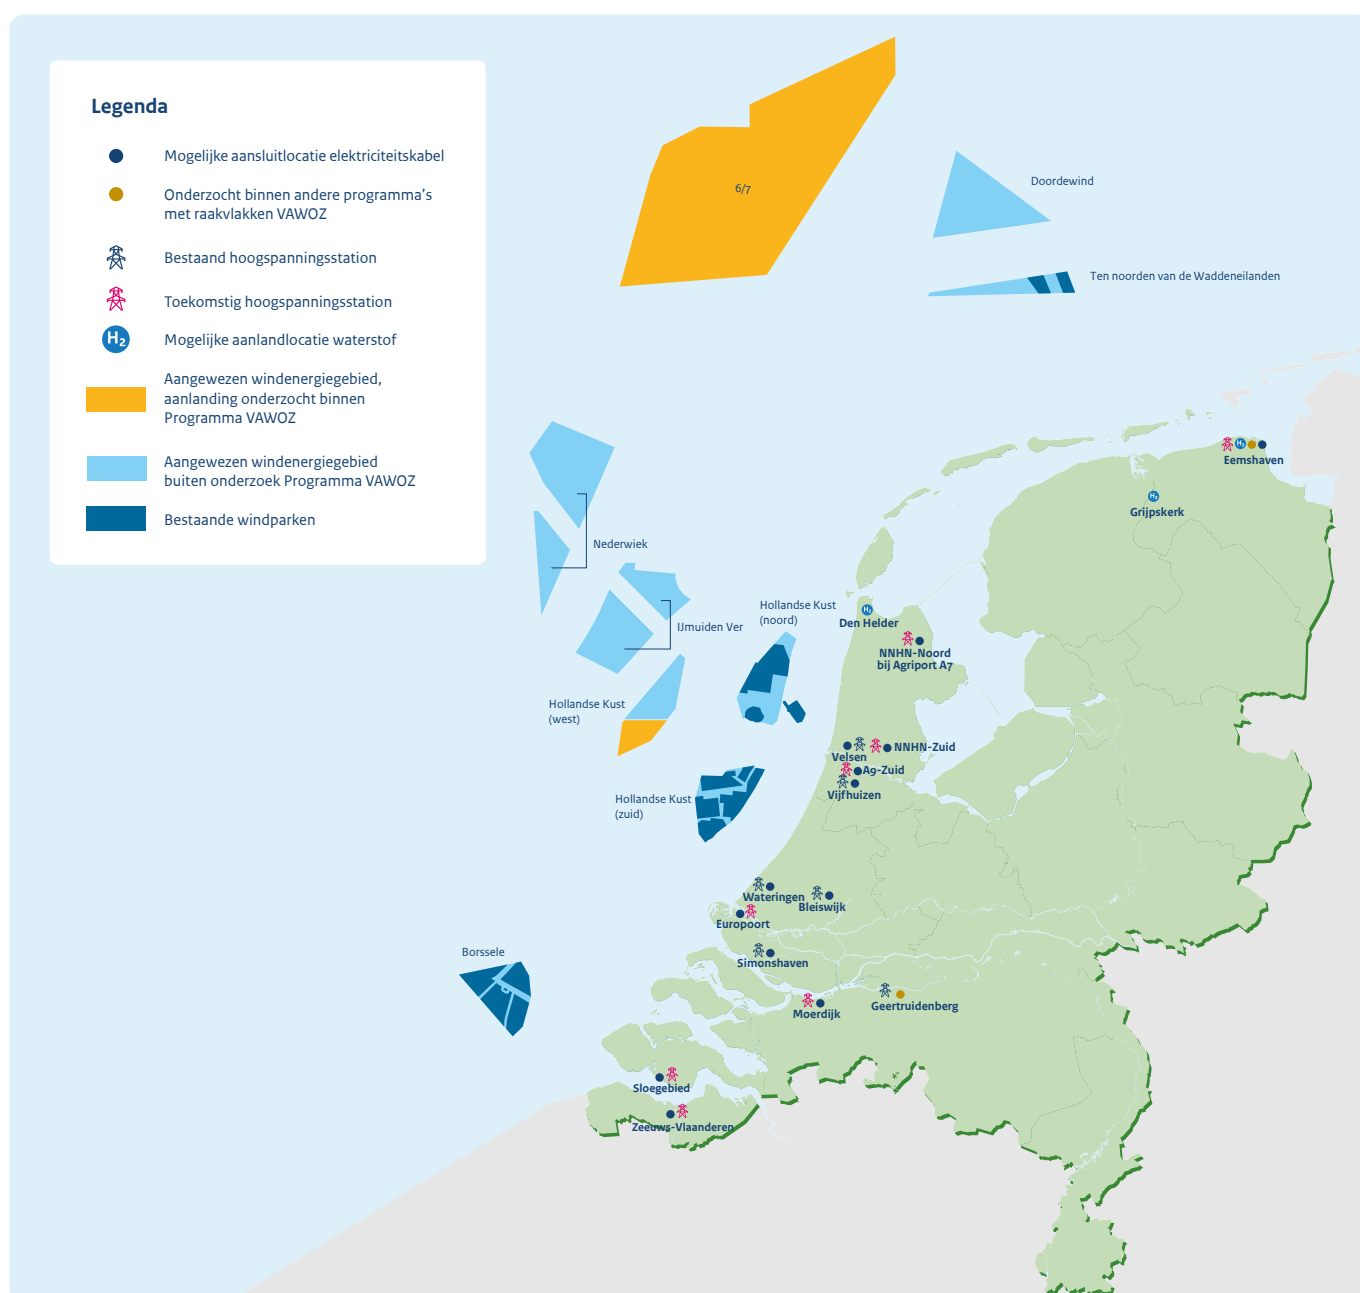 Legenda
Mogelijke aansluitlocatie elektriciteitskabel
Onderzocht binnen andere programma's
met raakvlakken VAWOZ
Bestaand hoogspanningsstation
Toekomstig hoogspanningsstation
H2
Mogelijke aanlandlocatie waterstof
Aangewezen windenergiegebied,
aanlanding onderzocht binnen
Programma VAWOZ
Aangewezen windenergiegebied
buiten onderzoek Programma VAWOZ
Bestaande windparken
6/7
Doordewind
Ten noorden van de Waddeneilanden
H2
Eemshaven
H2
Grijpskerk
Nederwiek
IJmuiden Ver
Hollandse Kust
(noord)
H2
Den Helder
NNHN-Noord
bij Agriport A7
Hollandse Kust
(west)
NNHN-Zuid
Velsen
A9-Zuid
Vijfhuizen
Hollandse Kust
(zuid)
Wateringen
Bleiswijk
Europoort
Simonshaven
Borssele
Geertruidenberg
Moerdijk
Sloegebied
Zeeuws-Vlaanderen